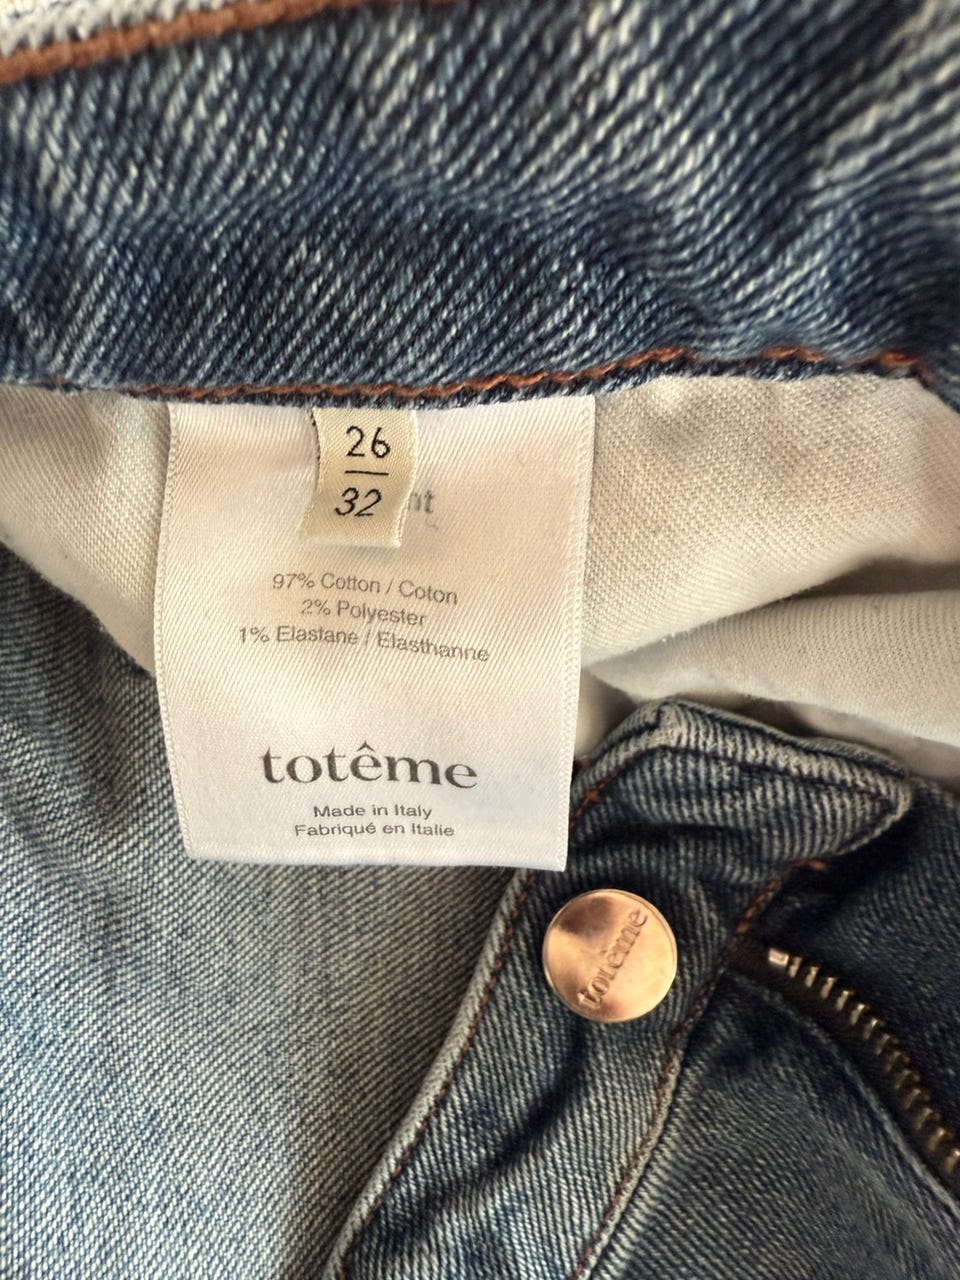 26
32
97% Cotton / Coton
2% Polyester
1% Elastane / Elasthanne
totême
Made in Italy
Fabriqué en Italie
totême